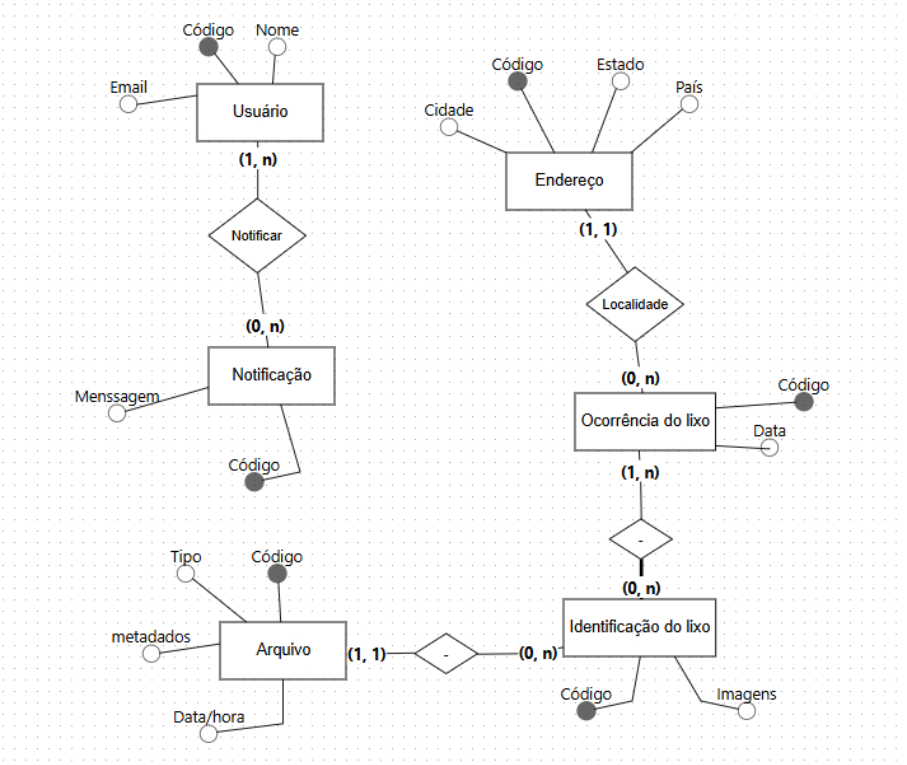 Código
Nome
Email
Usuário
(1, n)
Notificar
(0, n)
Notificação
Menssagem
Código
Código
Estado
País
Cidade
Endereço
(1, 1)
Localidade
(0, n)
Ocorrência do lixo
Código
Data
(1, n)
-
(0, n)
Identificação do lixo
Código
Imagens
Tipo
Código
metadados
Arquivo
(1, 1)
-
(0, n)
Data/hora